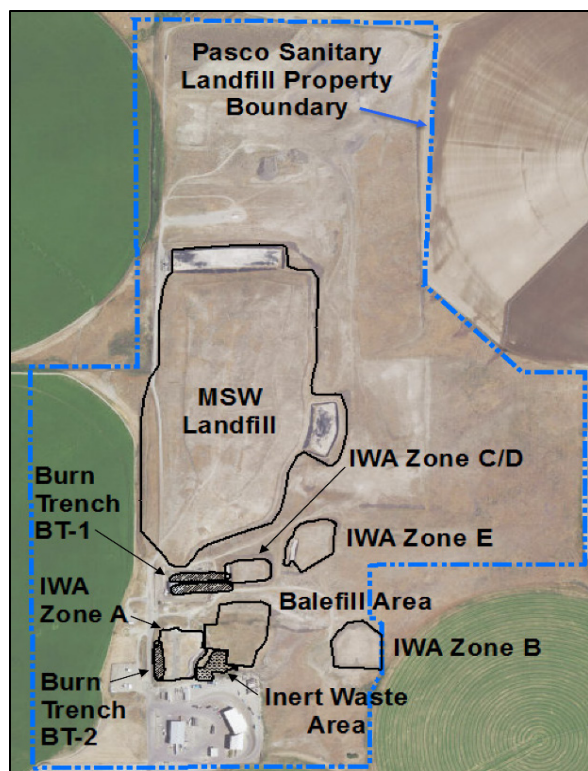 Pasco Sanitary
Landfill Property
Boundary
MSW
Landfill
IWA Zone C/D
Burn
Trench
BT-1
IWA Zone E
IWA
Zone A
Balefill Area
IWA Zone B
Burn
Trench
BT-2
Inert Waste
Area